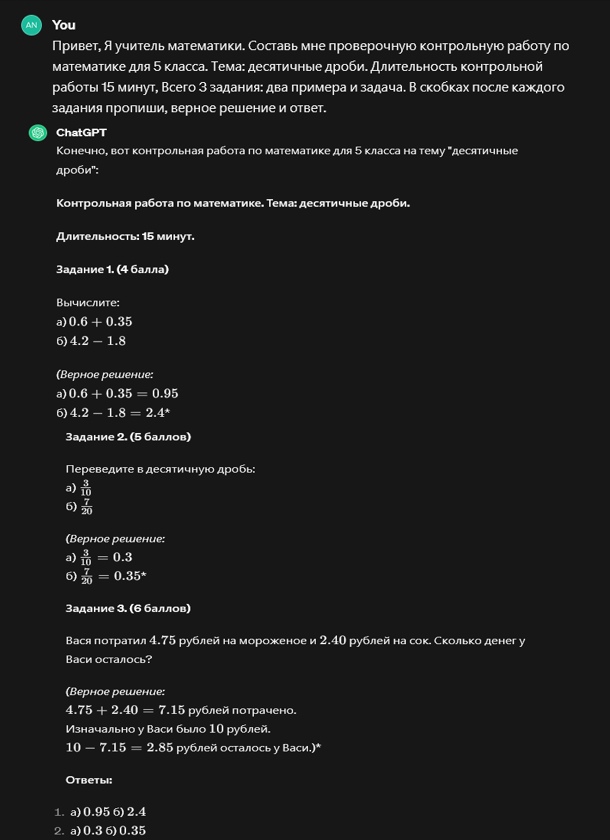 AN You
Привет, Я учитель математики. Составь мне проверочную контрольную работу по
математике для 5 класса. Тема: десятичные дроби. Длительность контрольной
работы 15 минут, Всего 3 задания: два примера и задача. В скобках после каждого
задания пропиши, верное решение и ответ.
ChatGPT
Конечно, вот контрольная работа по математике для 5 класса на тему "десятичные
дроби":
Контрольная работа по математике. Тема: десятичные дроби.
Длительность: 15 минут.
Задание 1. (4 балла)
Вычислите:
а) 0.6 + 0.35
б) 4.2 − 1.8
(Верное решение:
а) 0.6 + 0.35 = 0.95
б) 4.2 − 1.8 = 2.4*
Задание 2. (5 баллов)
Переведите в десятичную дробь:
а) 3/10
б) 7/20
(Верное решение:
а) 3/10 = 0.3
б) 7/20 = 0.35*
Задание 3. (6 баллов)
Вася потратил 4.75 рублей на мороженое и 2.40 рублей на сок. Сколько денег у
Васи осталось?
(Верное решение:
4.75 + 2.40 = 7.15 рублей потрачено.
Изначально у Васи было 10 рублей.
10 − 7.15 = 2.85 рублей осталось у Васи.)*
Ответы:
1. а) 0.95 б) 2.4
2. а) 0.3 б) 0.35